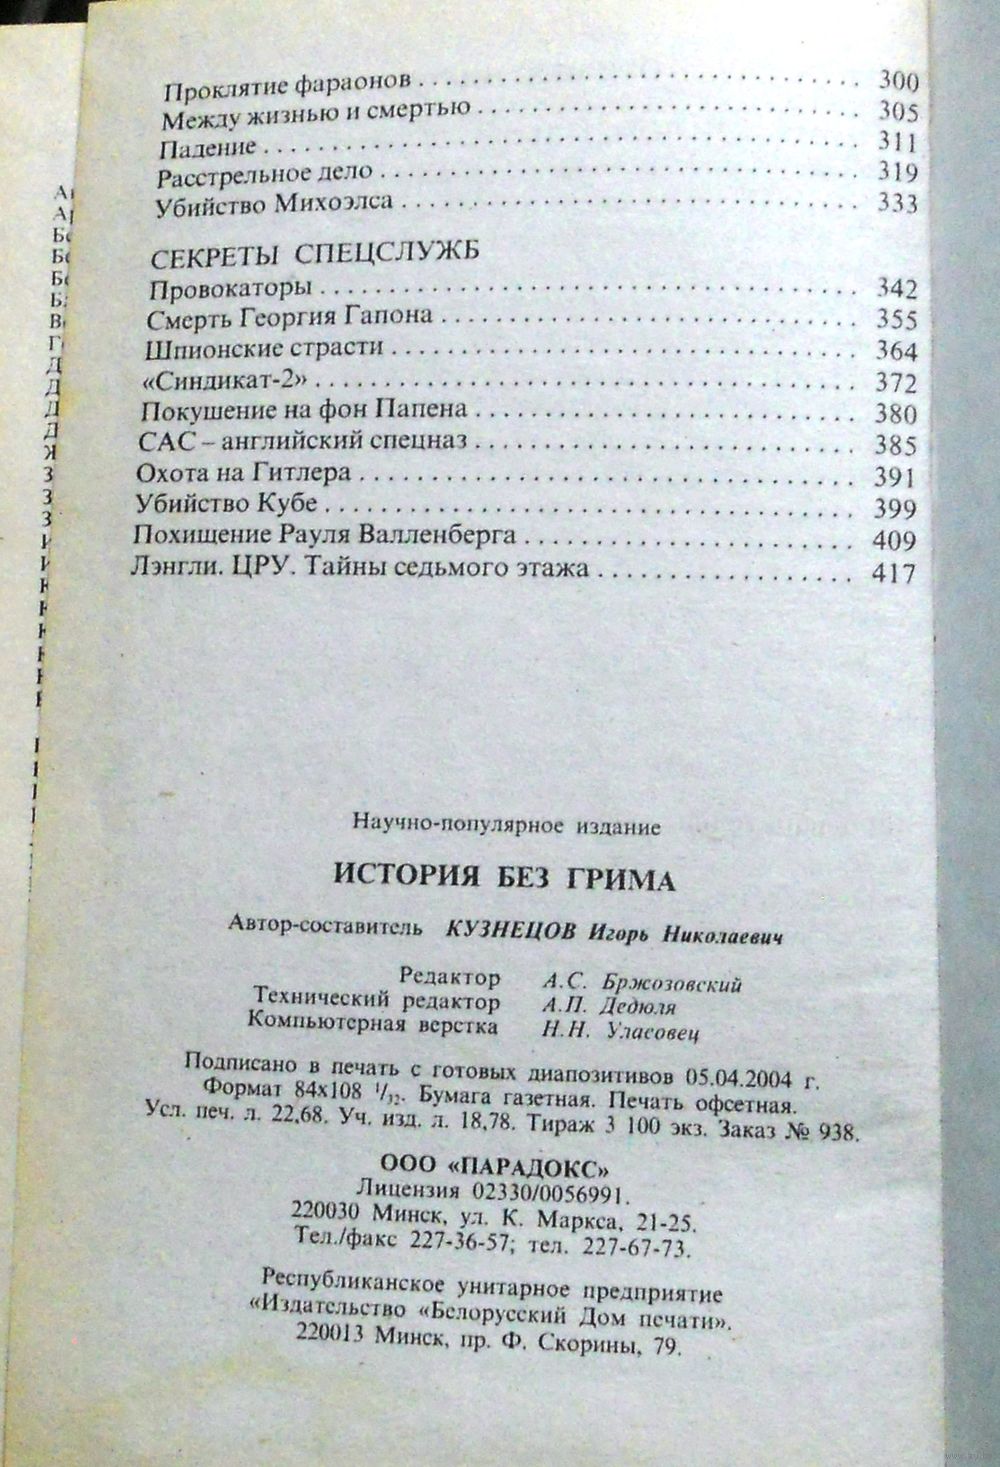 Проклятие фараонов . . . . . . . . . . . . . . . . . . . . . . . . . . . . . . . 300
Между жизнью и смертью . . . . . . . . . . . . . . . . . . . . . . . . . . . 305
Падение . . . . . . . . . . . . . . . . . . . . . . . . . . . . . . . . . . . . . . . . . 311
Расстрельное дело . . . . . . . . . . . . . . . . . . . . . . . . . . . . . . . . . 319
Убийство Михоэлса . . . . . . . . . . . . . . . . . . . . . . . . . . . . . . . . 333
СЕКРЕТЫ СПЕЦСЛУЖБ
Провокаторы . . . . . . . . . . . . . . . . . . . . . . . . . . . . . . . . . . . . . 342
Смерть Георгия Гапона . . . . . . . . . . . . . . . . . . . . . . . . . . . . . 355
Шпионские страсти . . . . . . . . . . . . . . . . . . . . . . . . . . . . . . . . 364
«Синдикат-2» . . . . . . . . . . . . . . . . . . . . . . . . . . . . . . . . . . . . . 372
Покушение на фон Папена . . . . . . . . . . . . . . . . . . . . . . . . . . 380
САС – английский спецназ . . . . . . . . . . . . . . . . . . . . . . . . . . 385
Охота на Гитлера . . . . . . . . . . . . . . . . . . . . . . . . . . . . . . . . . . 391
Убийство Кубе . . . . . . . . . . . . . . . . . . . . . . . . . . . . . . . . . . . . 399
Похищение Рауля Валленберга . . . . . . . . . . . . . . . . . . . . . . 409
Лэнгли. ЦРУ. Тайны седьмого этажа . . . . . . . . . . . . . . . . . 417
Научно-популярное издание
ИСТОРИЯ БЕЗ ГРИМА
Автор-составитель КУЗНЕЦОВ Игорь Николаевич
Редактор А.С. Бржозовский
Технический редактор А.П. Дедюля
Компьютерная верстка Н.Н. Уласовец
Подписано в печать с готовых диапозитивов 05.04.2004 г.
Формат 84x108 1/32. Бумага газетная. Печать офсетная.
Усл. печ. л. 22,68. Уч. изд. л. 18,78. Тираж 3 100 экз. Заказ № 938.
ООО «ПАРАДОКС»
Лицензия 02330/0056991.
220030 Минск, ул. К. Маркса, 21-25.
Тел./факс 227-36-57; тел. 227-67-73.
Республиканское унитарное предприятие
«Издательство «Белорусский Дом печати».
220013 Минск, пр. Ф. Скорины, 79.